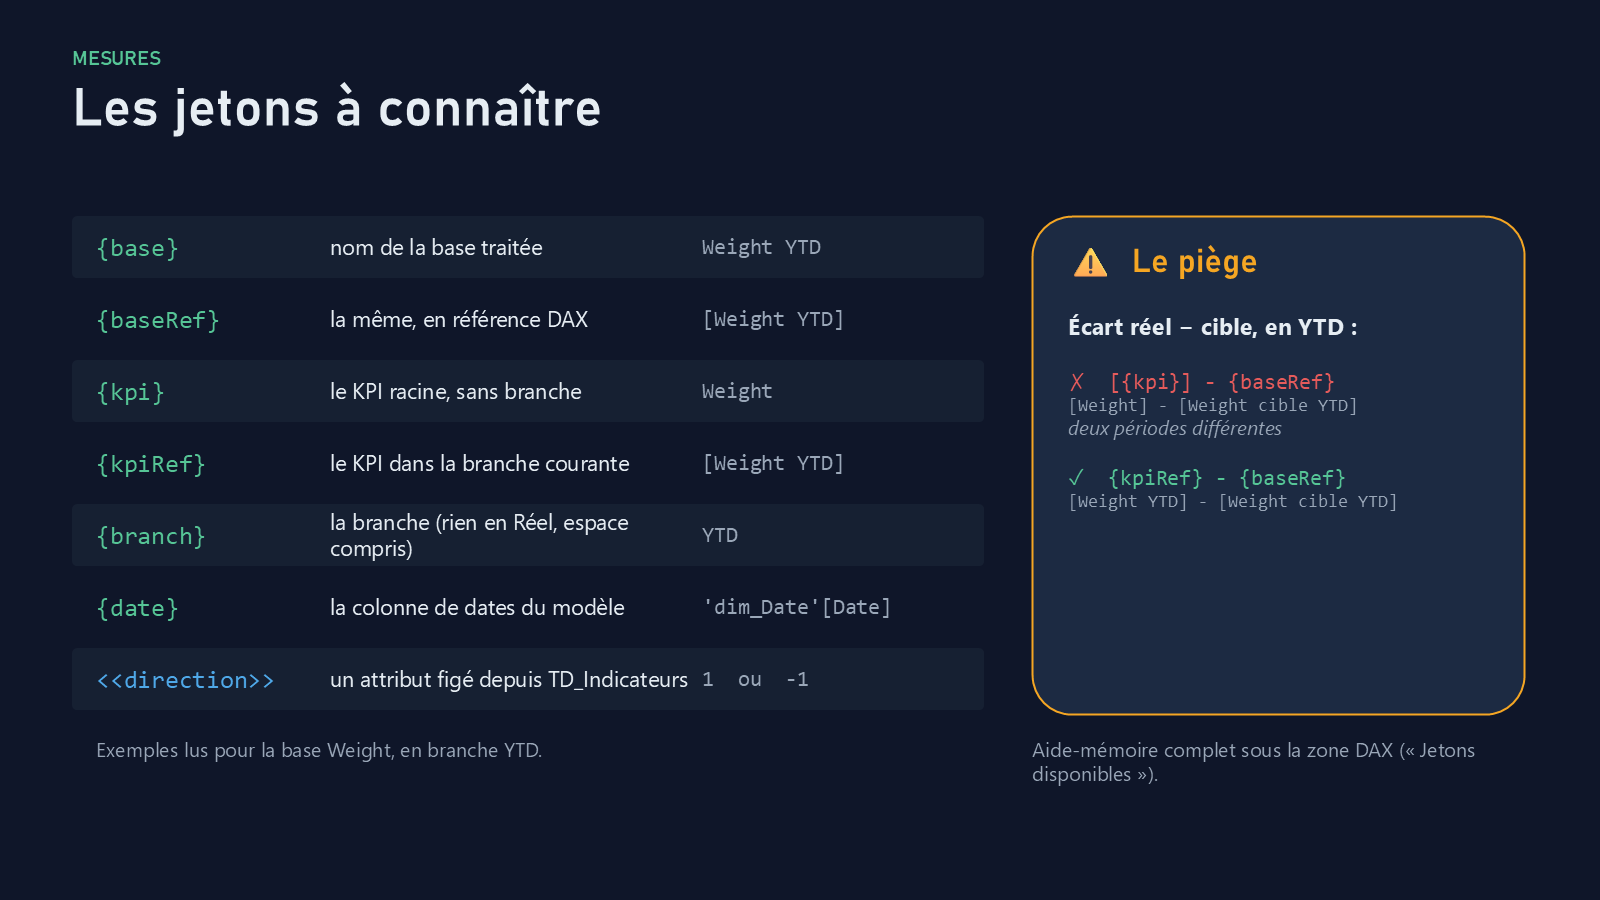 MESURES
Les jetons à connaître
{base} nom de la base traitée Weight YTD
{baseRef} la même, en référence DAX [Weight YTD]
{kpi} le KPI racine, sans branche Weight
{kpiRef} le KPI dans la branche courante [Weight YTD]
{branch} la branche (rien en Réel, espace
compris) YTD
{date} la colonne de dates du modèle 'dim_Date'[Date]
<<direction>> un attribut figé depuis TD_Indicateurs 1 ou -1
Exemples lus pour la base Weight, en branche YTD.
⚠️ Le piège
Écart réel – cible, en YTD :
✗ [{kpi}] - {baseRef}
[Weight] - [Weight cible YTD]
deux périodes différentes
✓ {kpiRef} - {baseRef}
[Weight YTD] - [Weight cible YTD]
Aide-mémoire complet sous la zone DAX (« Jetons
disponibles »).